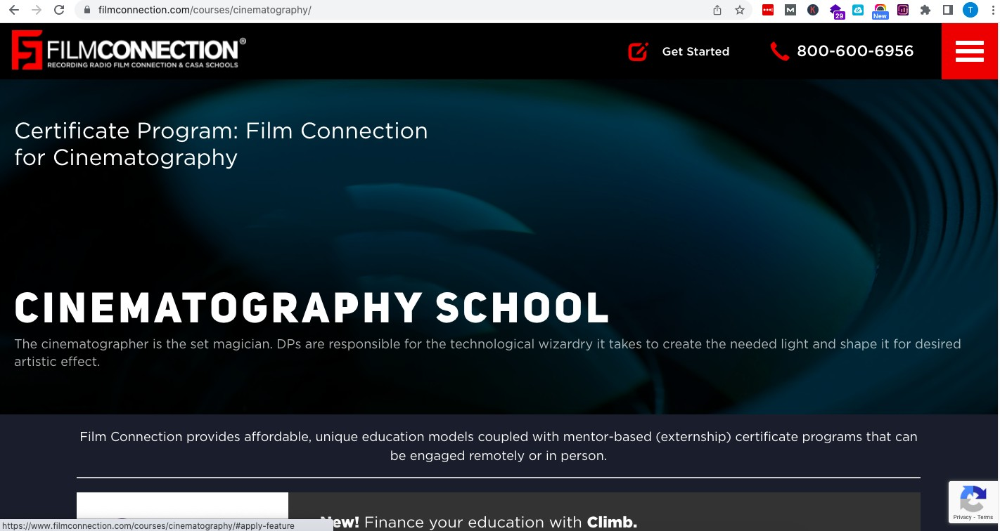 filmconnection.com/courses/cinematography/
29
New
T
FILMCONNECTION®
RECORDING RADIO FILM CONNECTION & CASA SCHOOLS
Get Started
800-600-6956
Certificate Program: Film Connection
for Cinematography
CINEMATOGRAPHY SCHOOL
The cinematographer is the set magician. DPs are responsible for the technological wizardry it takes to create the needed light and shape it for desired
artistic effect.
Film Connection provides affordable, unique education models coupled with mentor-based (externship) certificate programs that can
be engaged remotely or in person.
New! Finance your education with Climb.
Privacy - Terms
https://www.filmconnection.com/courses/cinematography/#apply-feature